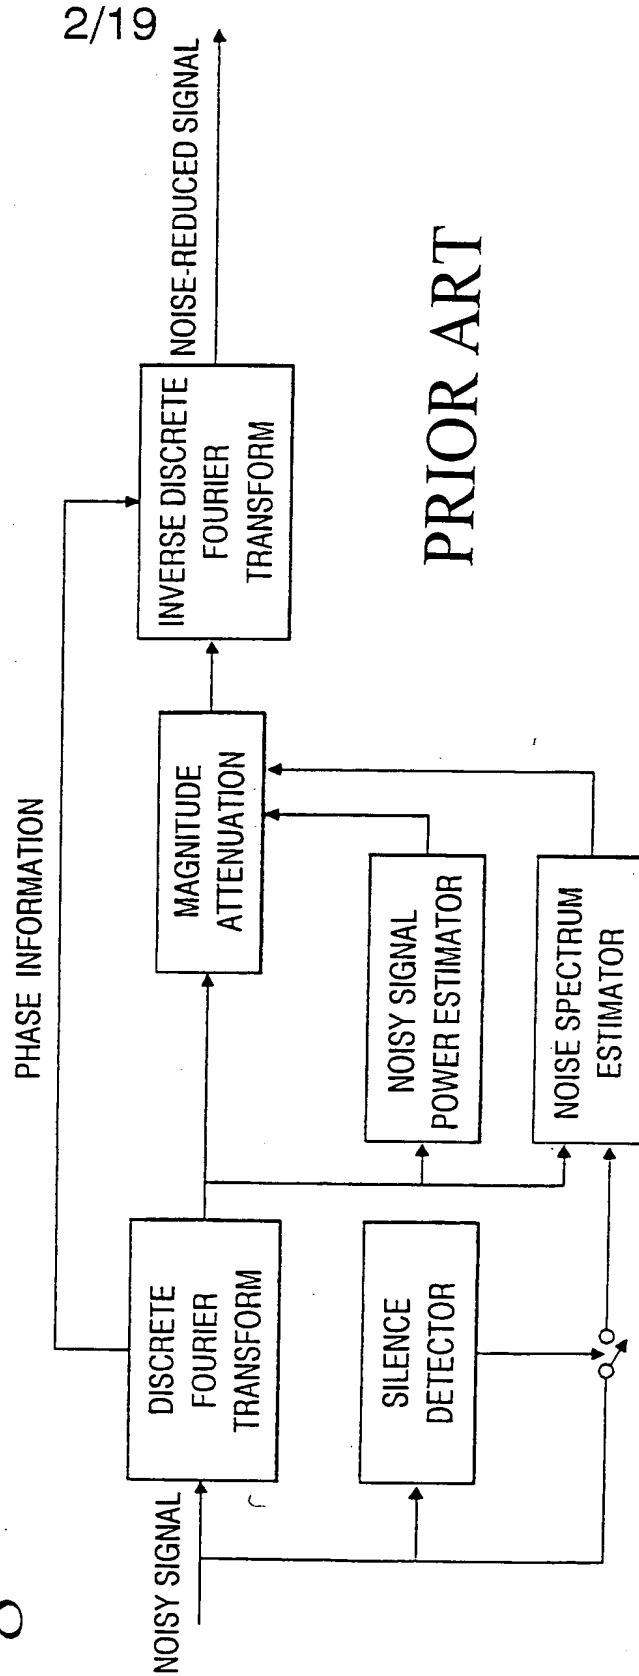 2/19
PHASE INFORMATION
NOISY SIGNAL
DISCRETE
FOURIER
TRANSFORM
MAGNITUDE
ATTENUATION
INVERSE DISCRETE
FOURIER
TRANSFORM
NOISE-REDUCED SIGNAL
SILENCE
DETECTOR
NOISY SIGNAL
POWER ESTIMATOR
NOISE SPECTRUM
ESTIMATOR
PRIOR ART